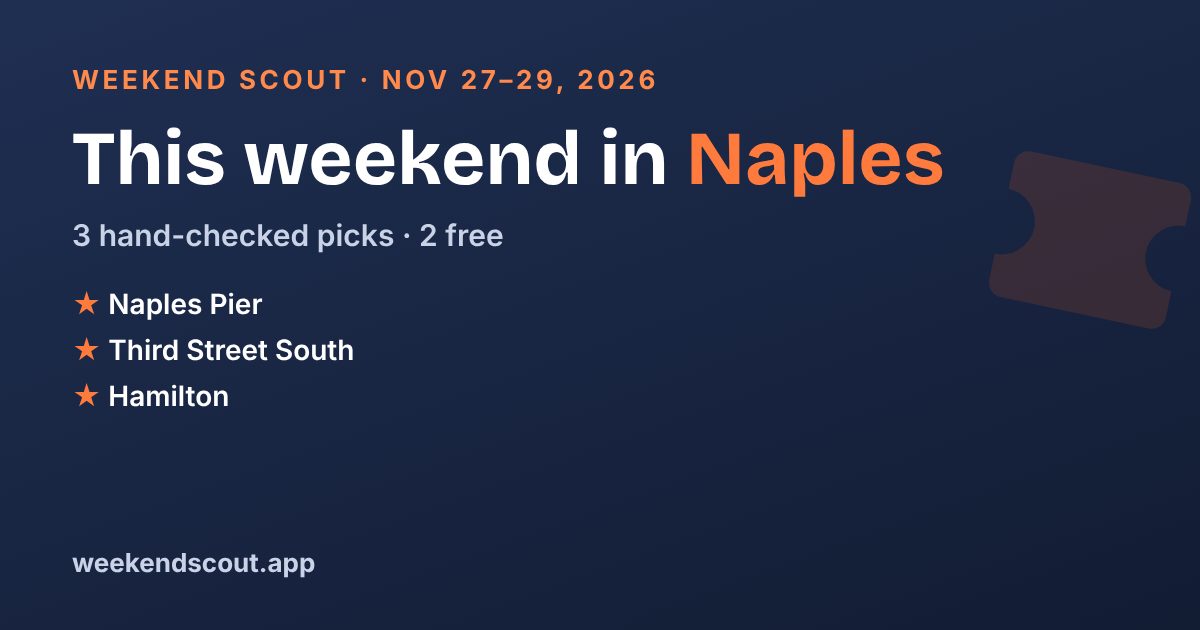 WEEKEND SCOUT · NOV 27–29, 2026
This weekend in Naples
3 hand-checked picks · 2 free
★ Naples Pier
★ Third Street South
★ Hamilton
weekendscout.app